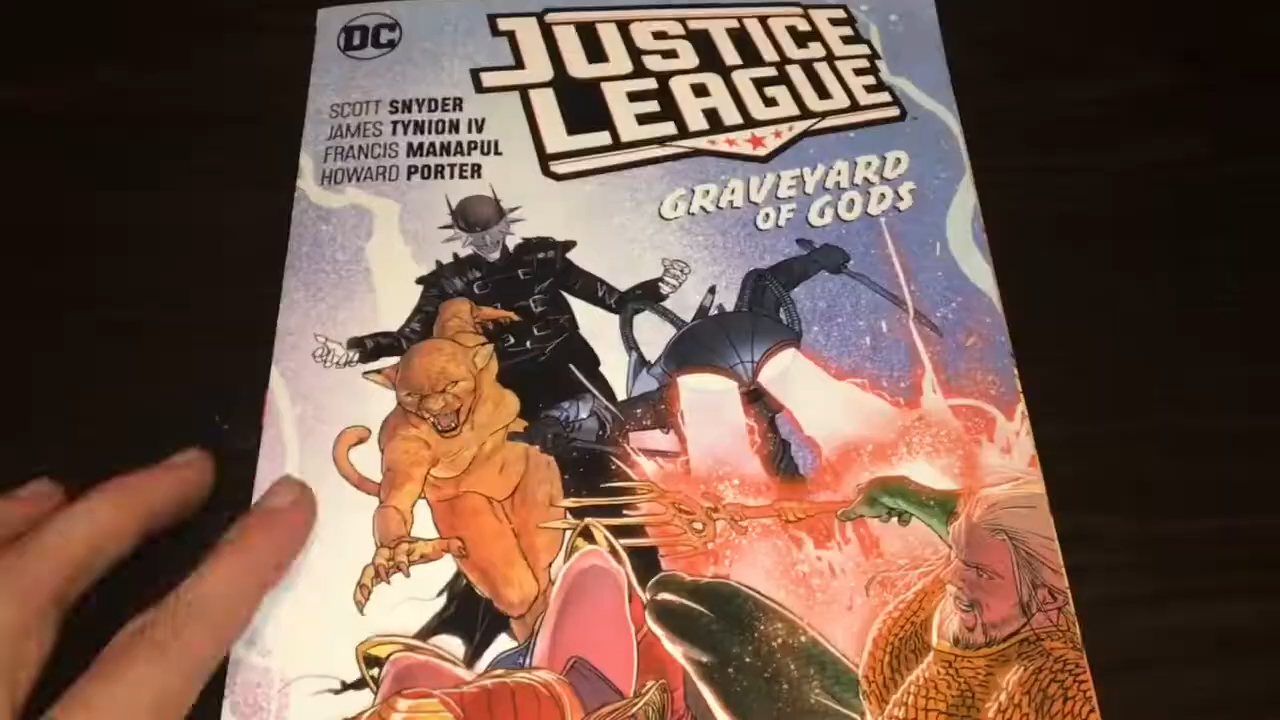 DC
JUSTICE
LEAGUE
SCOTT SNYDER
JAMES TYNION IV
FRANCIS MANAPUL
HOWARD PORTER
GRAVEYARD
OF GODS